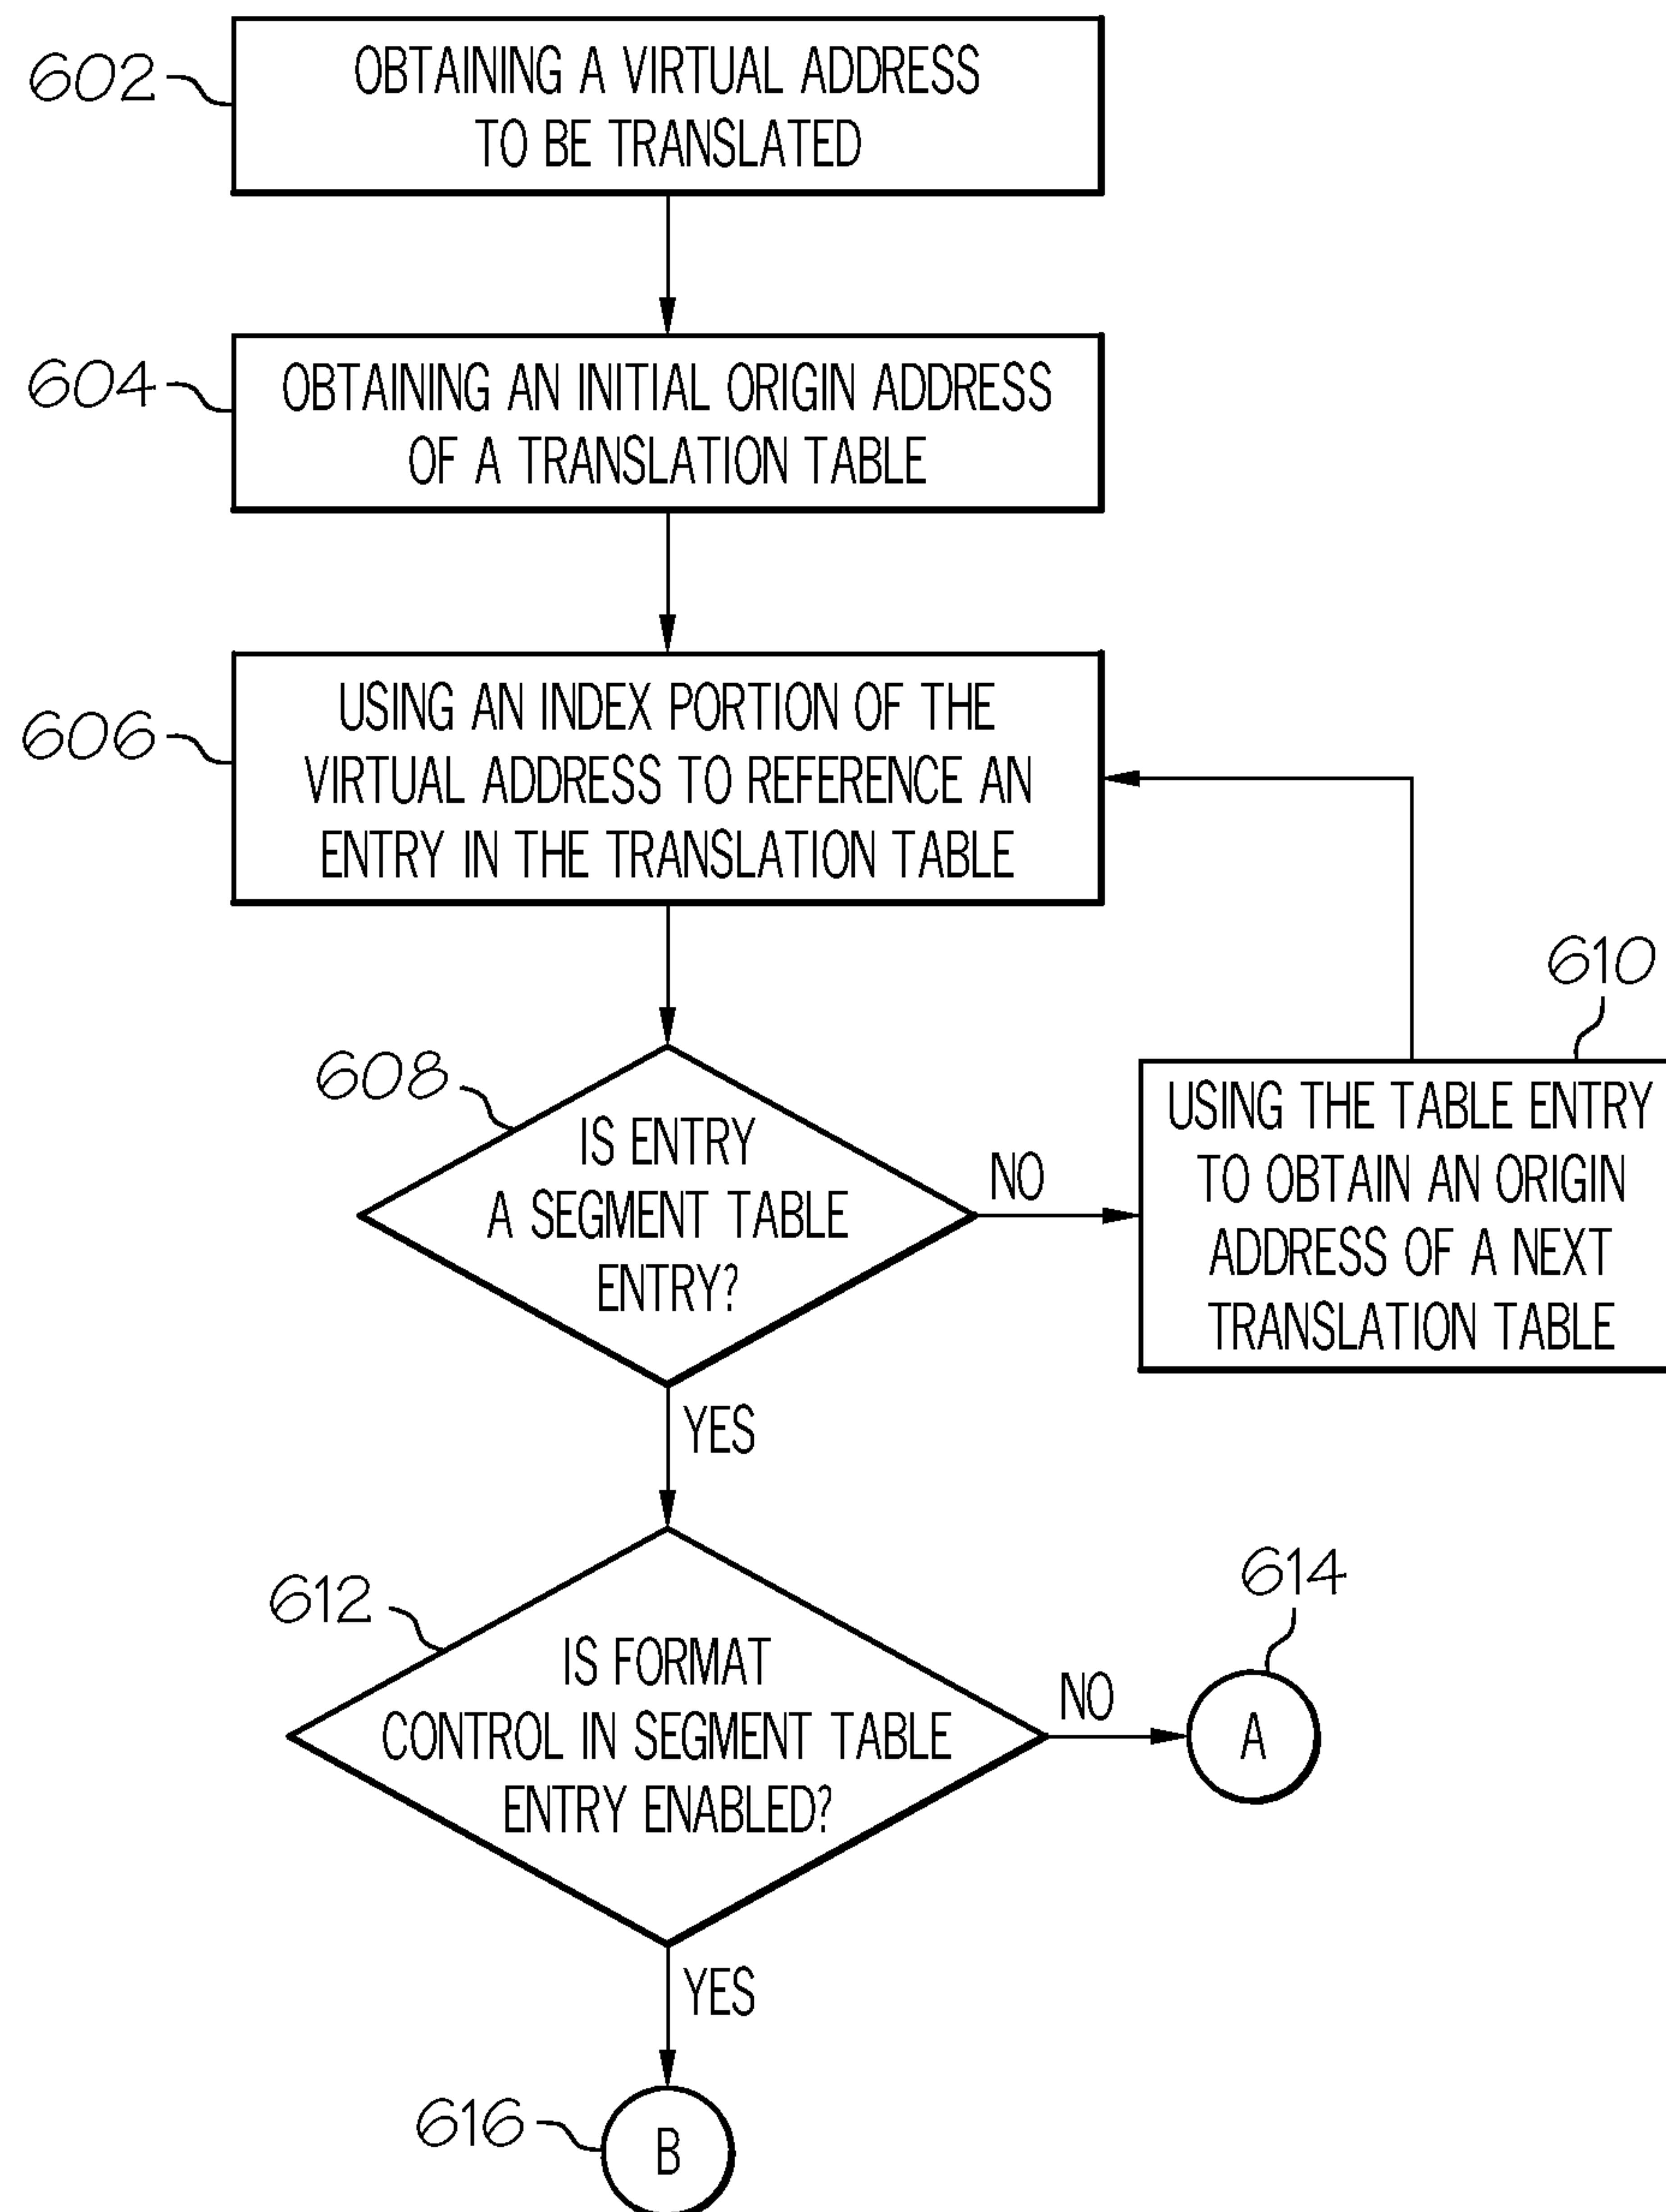 602
OBTAINING A VIRTUAL ADDRESS
TO BE TRANSLATED
604
OBTAINING AN INITIAL ORIGIN ADDRESS
OF A TRANSLATION TABLE
606
USING AN INDEX PORTION OF THE
VIRTUAL ADDRESS TO REFERENCE AN
ENTRY IN THE TRANSLATION TABLE
608
IS ENTRY
A SEGMENT TABLE
ENTRY?
NO
610
USING THE TABLE ENTRY
TO OBTAIN AN ORIGIN
ADDRESS OF A NEXT
TRANSLATION TABLE
YES
612
IS FORMAT
CONTROL IN SEGMENT TABLE
ENTRY ENABLED?
NO
614
A
YES
616
B